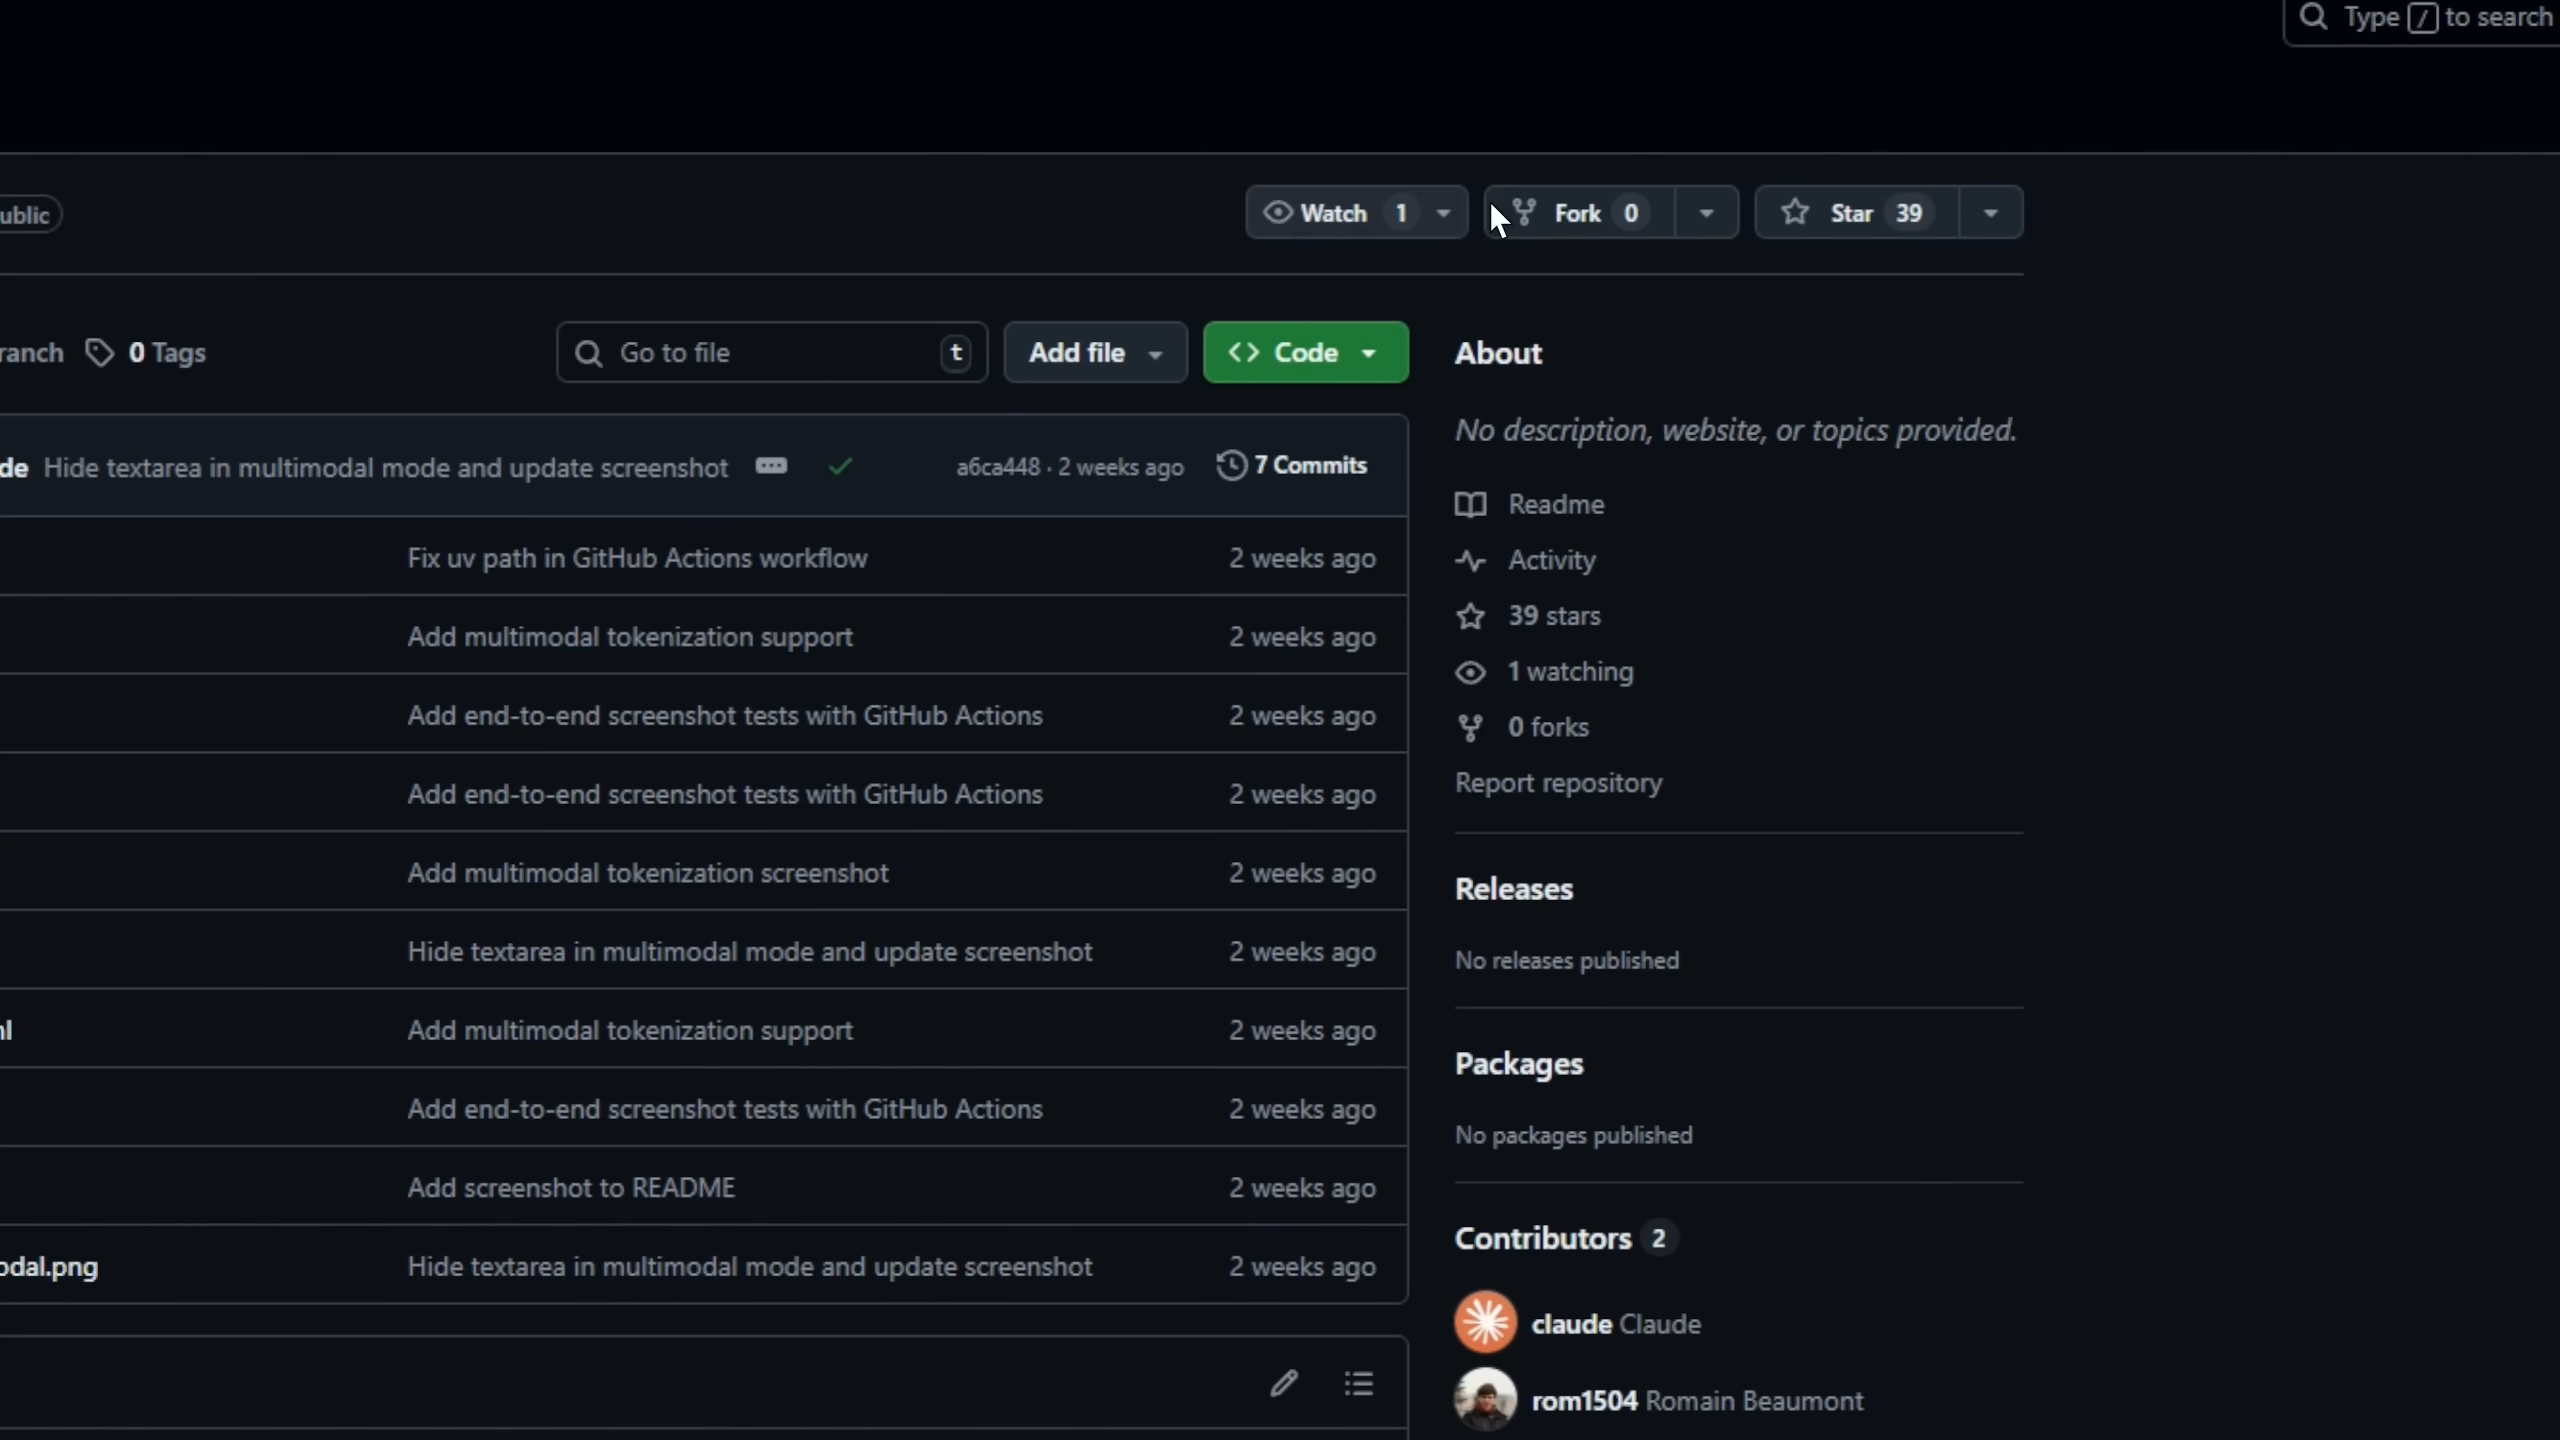 Type / to search
ublic
Watch 1
Fork 0
Star 39
ranch
0 Tags
Go to file
t
Add file
Code
de Hide textarea in multimodal mode and update screenshot
a6ca448 · 2 weeks ago
7 Commits
Fix uv path in GitHub Actions workflow 2 weeks ago
Add multimodal tokenization support 2 weeks ago
Add end-to-end screenshot tests with GitHub Actions 2 weeks ago
Add end-to-end screenshot tests with GitHub Actions 2 weeks ago
Add multimodal tokenization screenshot 2 weeks ago
Hide textarea in multimodal mode and update screenshot 2 weeks ago
Add multimodal tokenization support 2 weeks ago
Add end-to-end screenshot tests with GitHub Actions 2 weeks ago
Add screenshot to README 2 weeks ago
odal.png Hide textarea in multimodal mode and update screenshot 2 weeks ago
About
No description, website, or topics provided.
Readme
Activity
39 stars
1 watching
0 forks
Report repository
Releases
No releases published
Packages
No packages published
Contributors 2
claude Claude
rom1504 Romain Beaumont